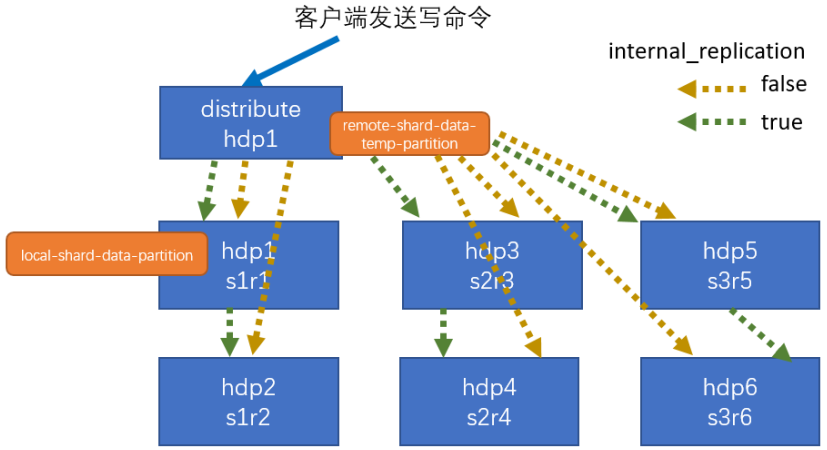 客户端发送写命令
internal_replication
false
true
distribute
hdp1
remote-shard-data-
temp-partition
local-shard-data-partition
hdp1
s1r1
hdp3
s2r3
hdp5
s3r5
hdp2
s1r2
hdp4
s2r4
hdp6
s3r6